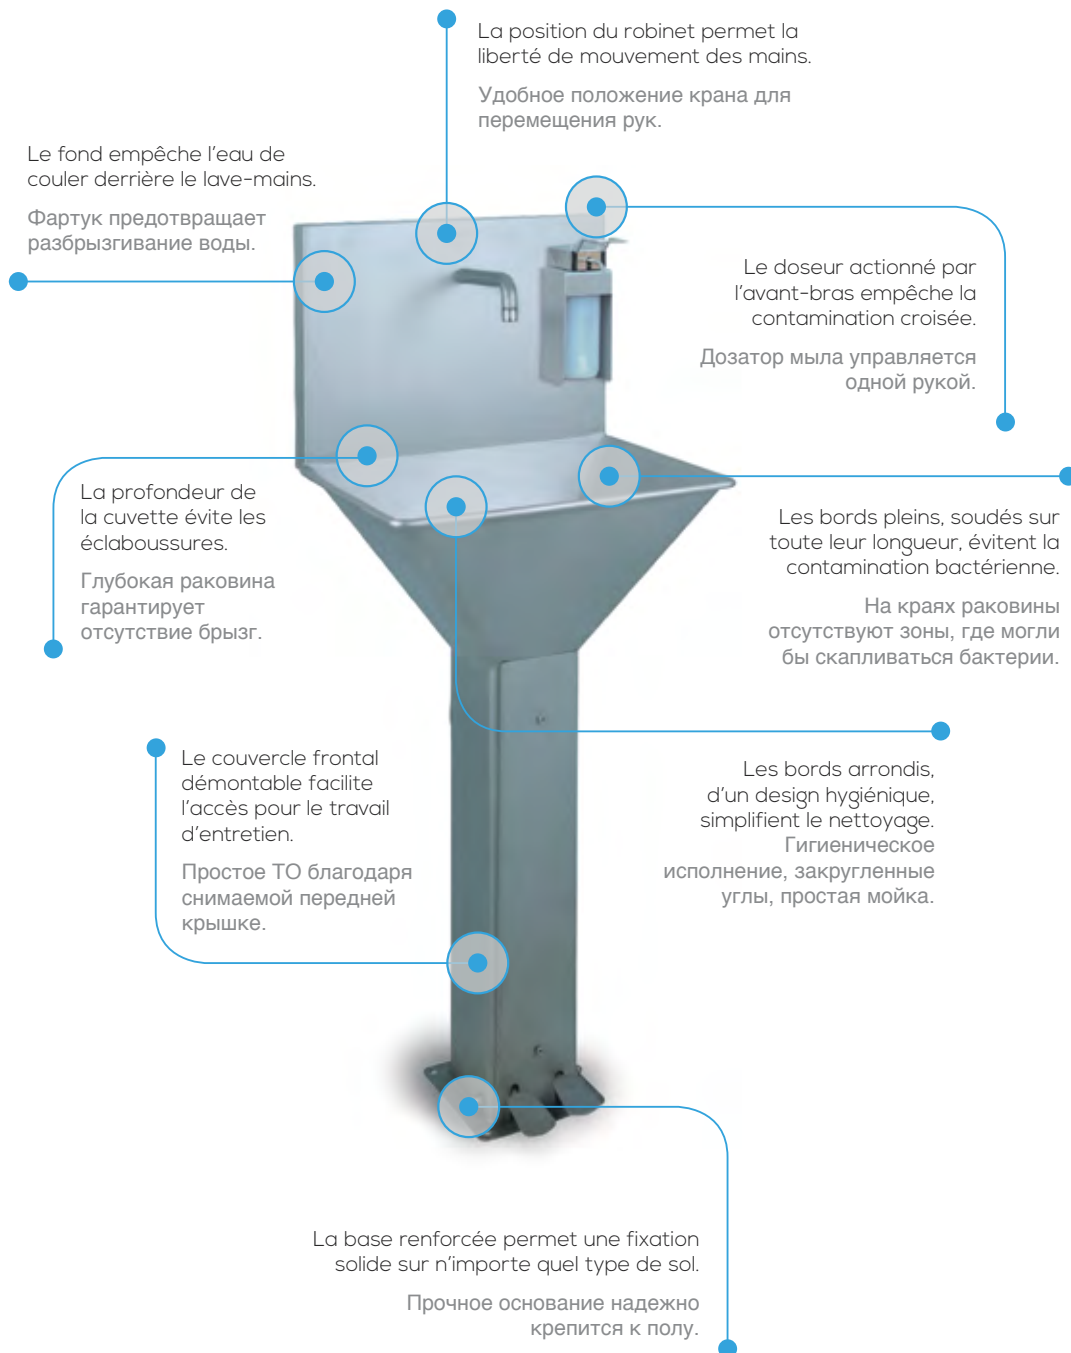 La position du robinet permet la
liberté de mouvement des mains.
Удобное положение крана для
перемещения рук.
Le fond empêche l'eau de
couler derrière le lave-mains.
Фартук предотвращает
разбрызгивание воды.
Le doseur actionné par
l'avant-bras empêche la
contamination croisée.
Дозатор мыла управляется
одной рукой.
La profondeur de
la cuvette évite les
éclaboussures.
Глубокая раковина
гарантирует
отсутствие брызг.
Les bords pleins, soudés sur
toute leur longueur, évitent la
contamination bactérienne.
На краях раковины
отсутствуют зоны, где могли
бы скапливаться бактерии.
Le couvercle frontal
démontable facilite
l'accès pour le travail
d'entretien.
Простое ТО благодаря
снимаемой передней
крышке.
Les bords arrondis,
d'un design hygiénique,
simplifient le nettoyage.
Гигиеническое
исполнение, закругленные
углы, простая мойка.
La base renforcée permet une fixation
solide sur n'importe quel type de sol.
Прочное основание надежно
крепится к полу.